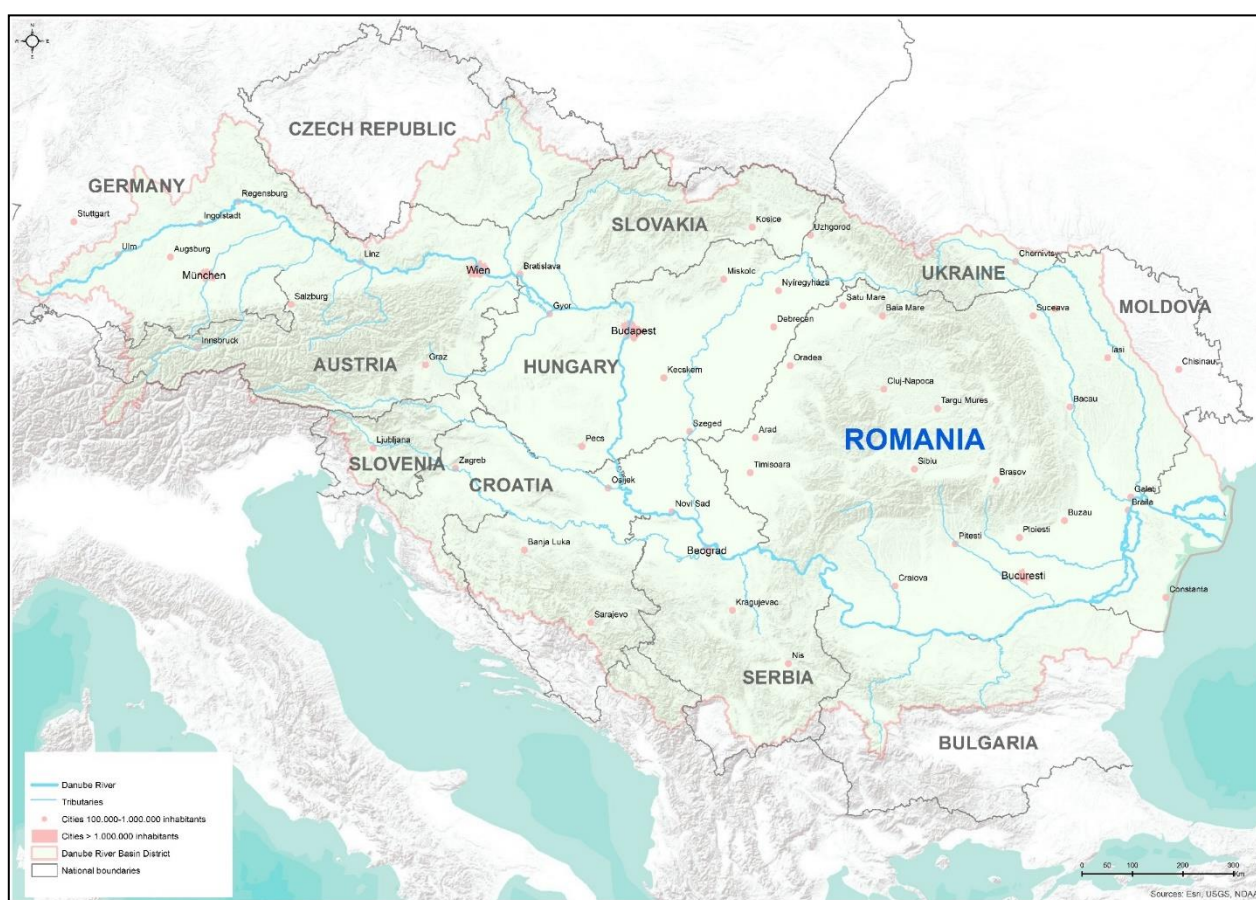 N
W
E
S
CZECH REPUBLIC
GERMANY
Regensburg
Stuttgart
Ingolstadt
SLOVAKIA
Kosice
Uzhgorod
Ulm
Augsburg
Linz
Wien
Bratislava
Chernivtsy
München
UKRAINE
Miskolc
Nyíregyháza
MOLDOVA
Salzburg
Gyor
Satu Mare
Baia Mare
Suceava
Budapest
Debrecen
Innsbruck
AUSTRIA
Graz
HUNGARY
Oradea
Iasi
Chisinau
Kecskem
Cluj-Napoca
Targu Mures
Bacau
Szeged
Arad
ROMANIA
Ljubljana
Pecs
SLOVENIA
Zagreb
CROATIA
Timisoara
Sibiu
Brasov
Osijek
Galati
Braila
Novi Sad
Buzau
Banja Luka
Beograd
Pitesti
Ploiesti
Bucuresti
Craiova
Constanta
Sarajevo
Kragujevac
Nis
SERBIA
BULGARIA
Danube River
Tributaries
Cities 100.000-1.000.000 inhabitants
Cities > 1.000.000 inhabitants
Danube River Basin District
National boundaries
0 50 100 200 300
Km
Sources: Esri, USGS, NOAA